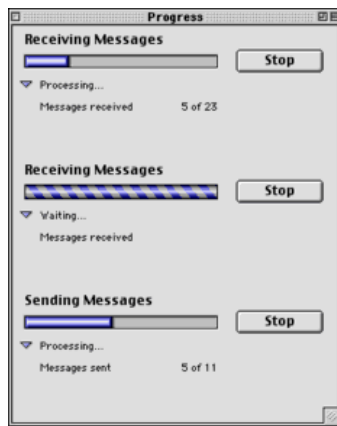 Progress
Receiving Messages
Stop
Processing...
Messages received 5 of 23
Receiving Messages
Stop
Waiting...
Messages received
Sending Messages
Stop
Processing...
Messages sent 5 of 11